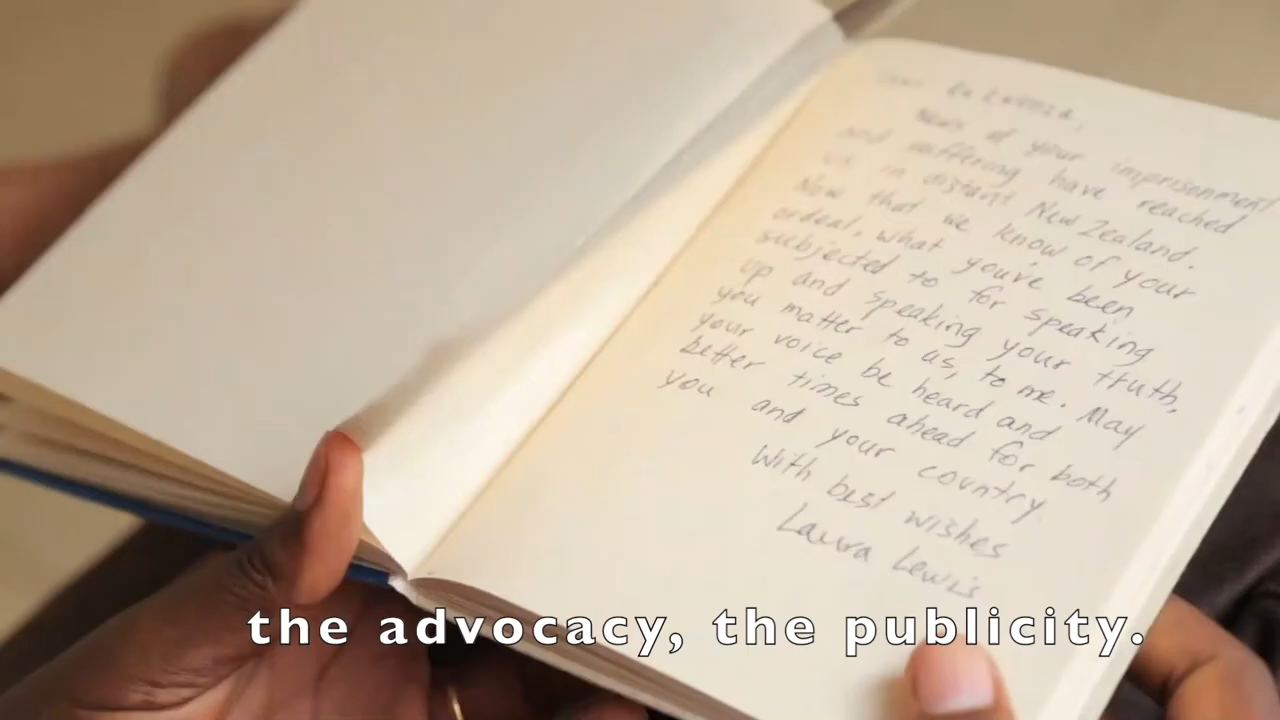 Dear Kakwenza,
News of your imprisonment
and suffering have reached
us in distant New Zealand.
Now that we know of your
ordeal, what you've been
subjected to for speaking
up and speaking your truth,
you matter to us, to me. May
your voice be heard and
better times ahead for both
you and your country
With best wishes
Laura Lewis
the advocacy, the publicity.